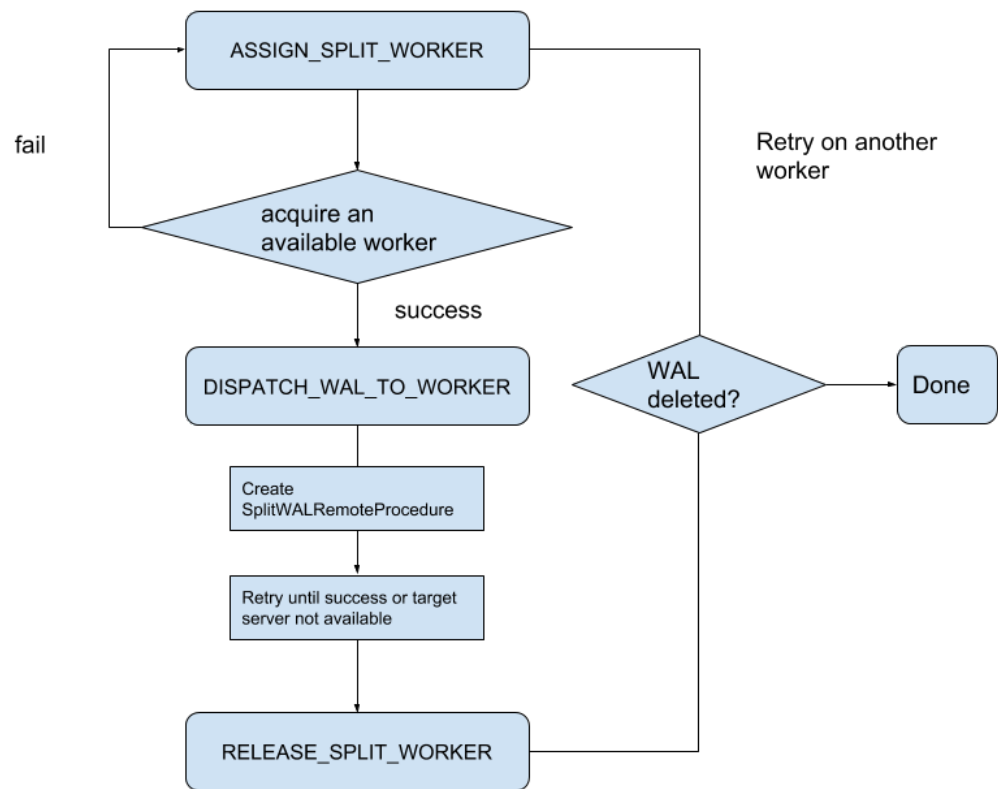 ASSIGN_SPLIT_WORKER
fail
Retry on another
worker
acquire an
available worker
success
DISPATCH_WAL_TO_WORKER
WAL
deleted?
Done
Create
SplitWALRemoteProcedure
Retry until success or target
server not available
RELEASE_SPLIT_WORKER